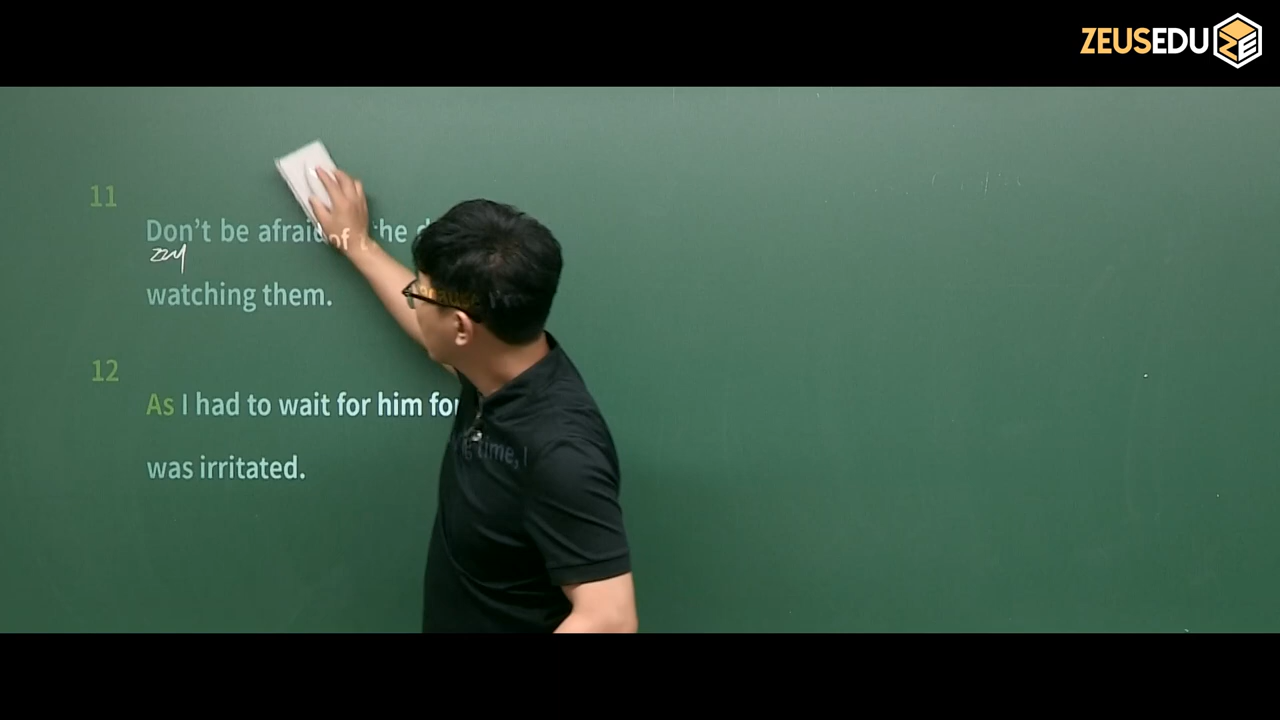 ZEUSEDU
11
Don't be afraid of the
watching them.
12
As I had to wait for him for
time, I
was irritated.